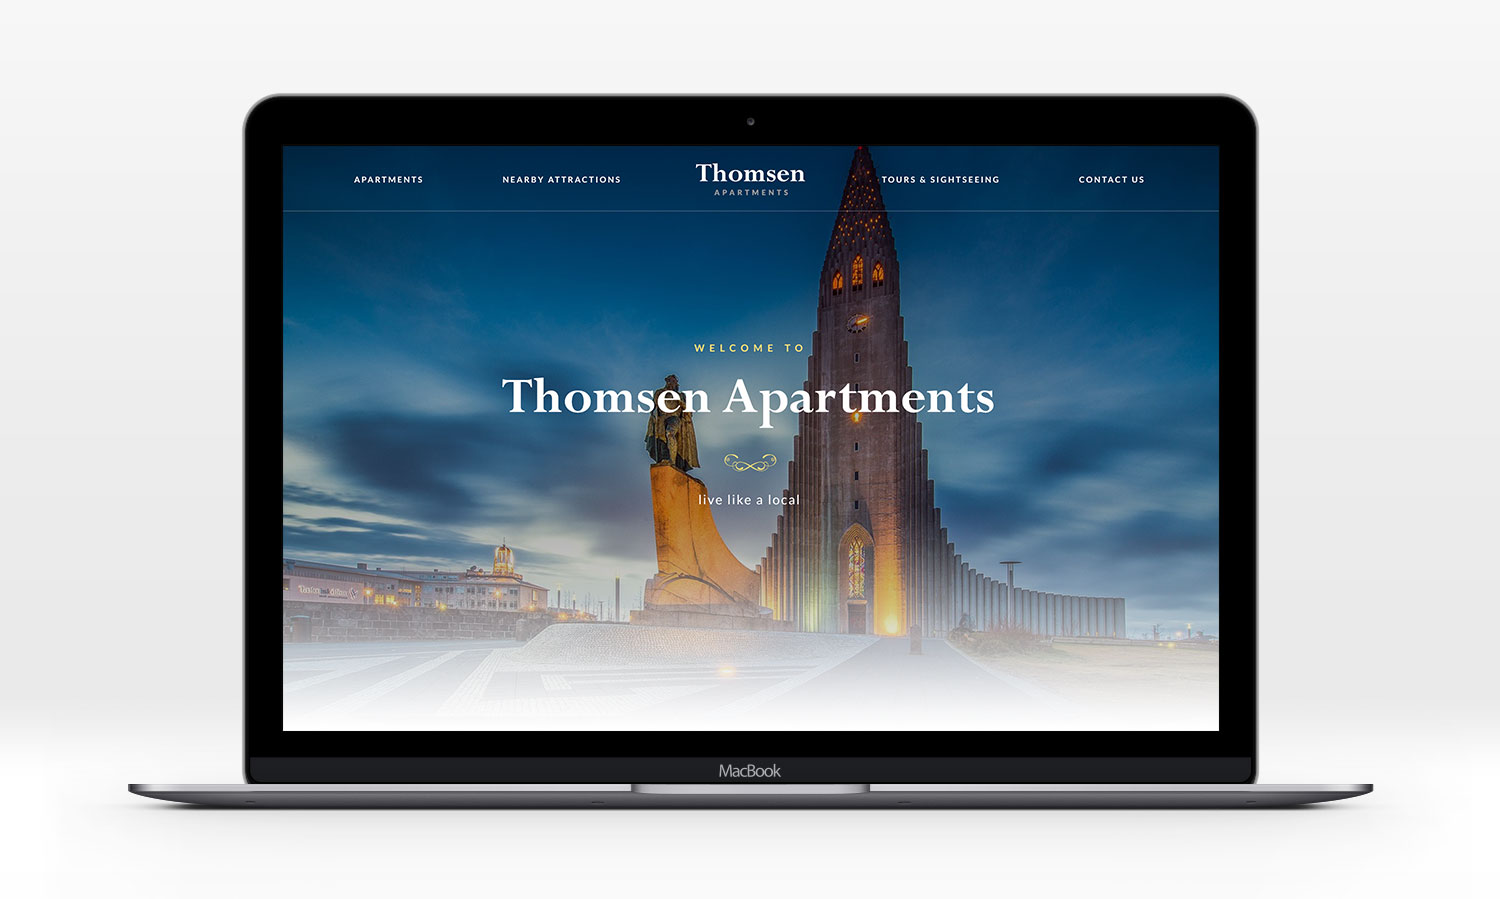 APARTMENTS
NEARBY ATTRACTIONS
Thomsen
APARTMENTS
TOURS & SIGHTSEEING
CONTACT US
WELCOME TO
Thomsen Apartments
live like a local
MacBook